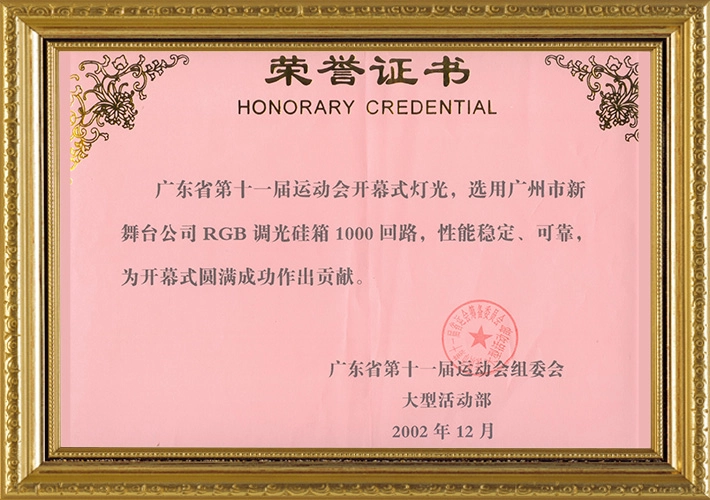 荣誉证书
HONORARY CREDENTIAL
广东省第十一届运动会开幕式灯光，选用广州市新
舞台公司 RGB 调光硅箱 1000 回路，性能稳定、可靠，
为开幕式圆满成功作出贡献。
广东省第十一届运动会组委会
大型活动部
2002 年 12 月